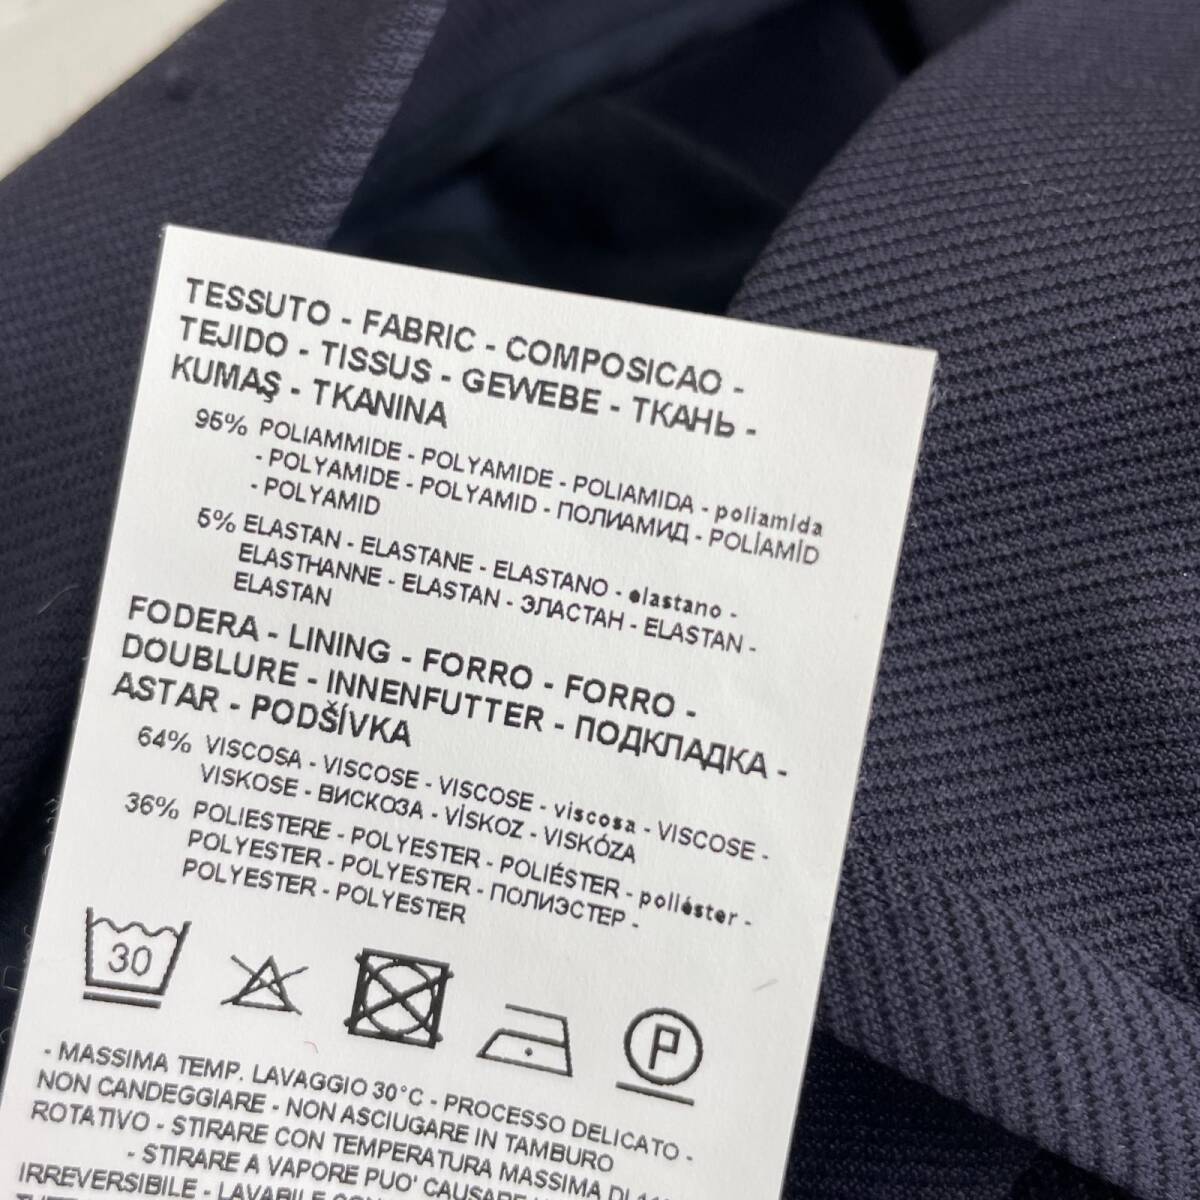 TESSUTO - FABRIC - COMPOSICAO -
TEJIDO - TISSUS - GEWEBE - ТКАНЬ -
KUMAŞ - TKANINA
95% POLIAMMIDE - POLYAMIDE - POLIAMIDA - poliamida
- POLYAMIDE - POLYAMID - ПОЛИАМИД - POLİAMİD
- POLYAMID
5% ELASTAN - ELASTANE - ELASTANO - elastano -
ELASTHANNE - ELASTAN - ЭЛАСТАН - ELASTAN -
ELASTAN
FODERA - LINING - FORRO - FORRO -
DOUBLURE - INNENFUTTER - ПОДКЛАДКА -
ASTAR - PODŠÍVKA
64% VISCOSA - VISCOSE - VISCOSE - viscosa - VISCOSE -
VISKOSE - ВИСКОЗА - VİSKOZ - VISKÓZA
36% POLIESTERE - POLYESTER - POLIÉSTER - poliéster -
POLYESTER - POLYESTER - ПОЛИЭСТЕР -
POLYESTER - POLYESTER
30
P
- MASSIMA TEMP. LAVAGGIO 30°C - PROCESSO DELICATO -
NON CANDEGGIARE - NON ASCIUGARE IN TAMBURO
ROTATIVO - STIRARE CON TEMPERATURA MASSIMA DI
- STIRARE A VAPORE PUO' CAUSARE
IRREVERSIBILE - LAVABILE